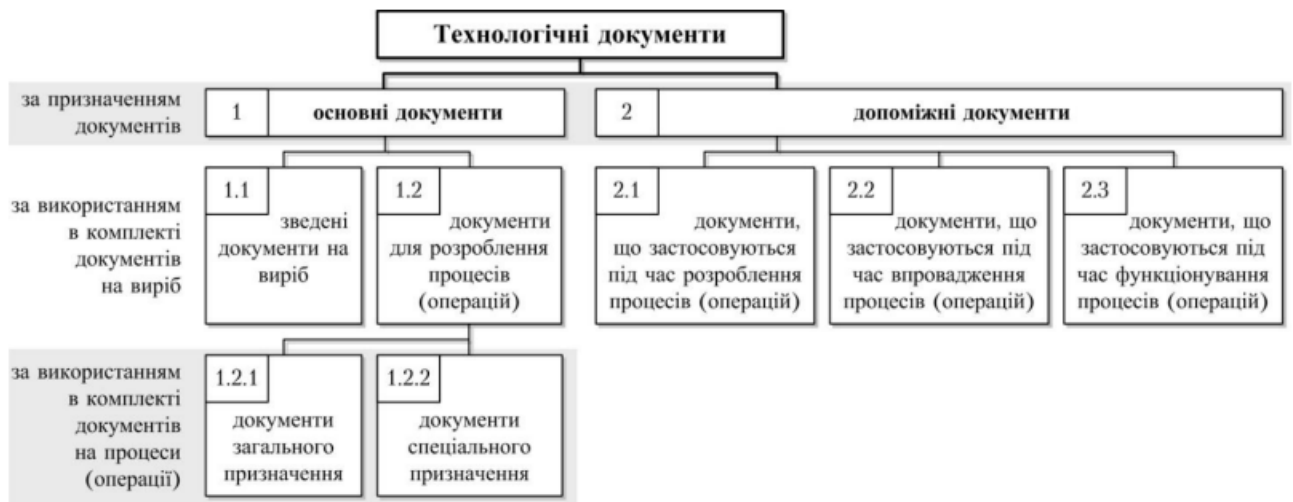 Технологічні документи
за призначенням
документів
1
основні документи
2
допоміжні документи
за використанням
в комплекті
документів
на виріб
1.1
зведені
документи на
виріб
1.2
документи
для розроблення
процесів
(операцій)
2.1
документи,
що застосовуються
під час розроблення
процесів (операцій)
2.2
документи, що
застосовуються під
час впровадження
процесів (операцій)
2.3
документи, що
застосовуються під
час функціонування
процесів (операцій)
за використанням
в комплекті
документів
на процеси
(операції)
1.2.1
документи
загального
призначення
1.2.2
документи
спеціального
призначення